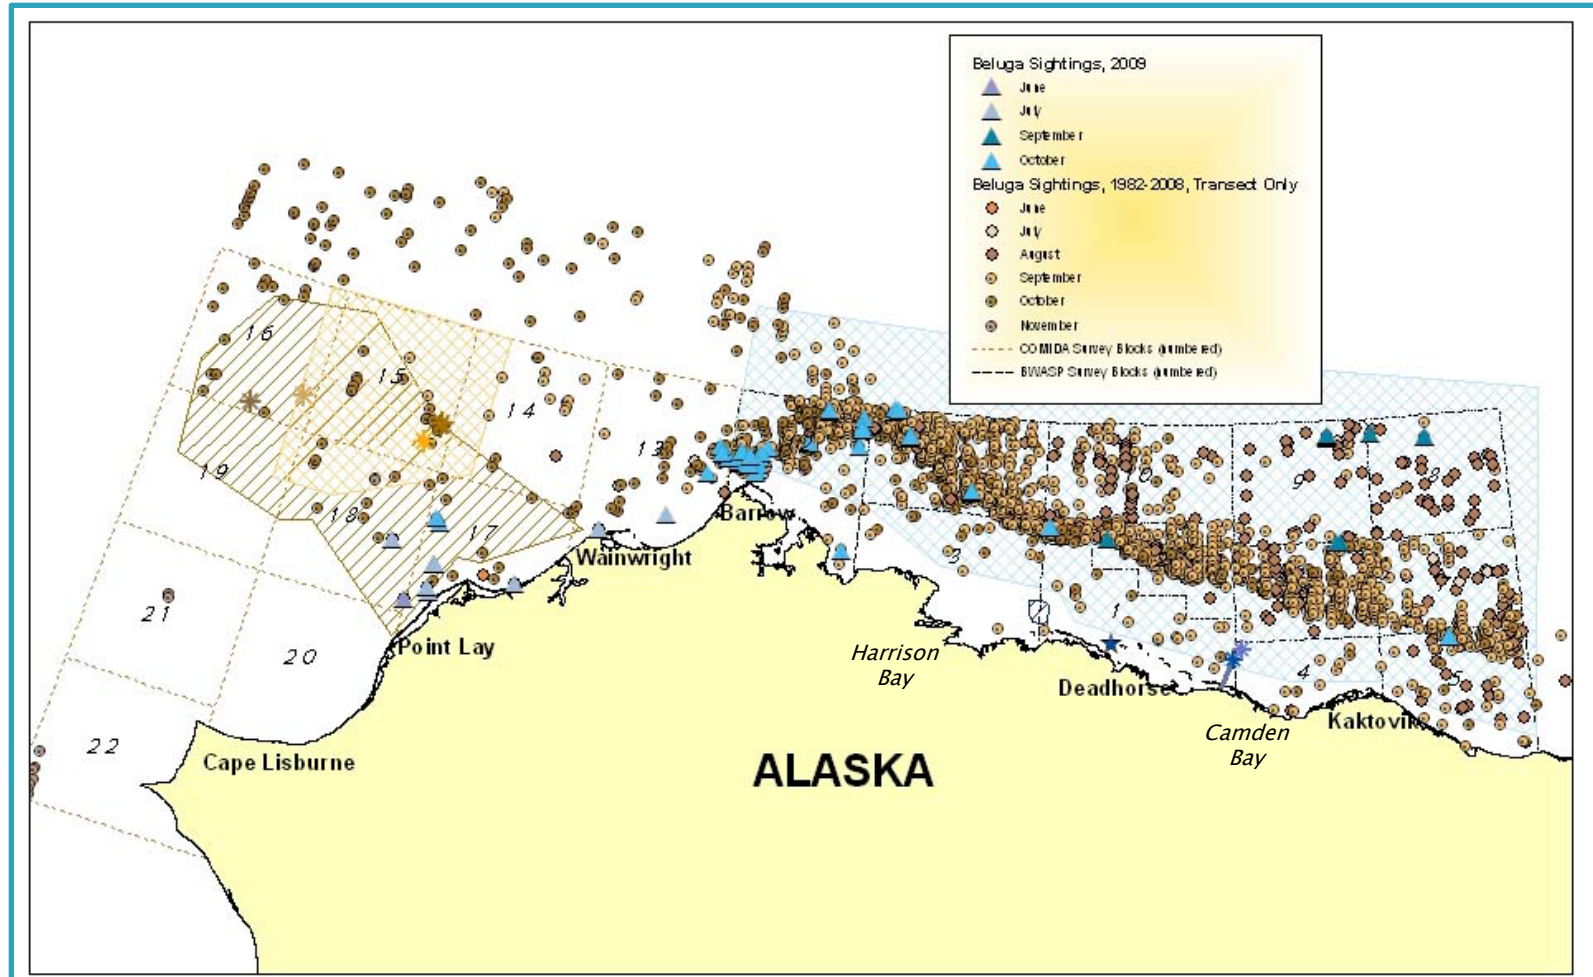 Beluga Sightings, 2009
June
July
September
October
Beluga Sightings, 1982-2008, Transect Only
June
July
August
September
October
November
COMIDA Survey Blocks (numbered)
BWASP Survey Blocks (numbered)
16
15
14
13
19
18
17
10
9
8
3
1
4
5
21
20
22
Barrow
Wainwright
Point Lay
Harrison
Bay
Deadhorse
Camden
Bay
Kaktovik
Cape Lisburne
ALASKA